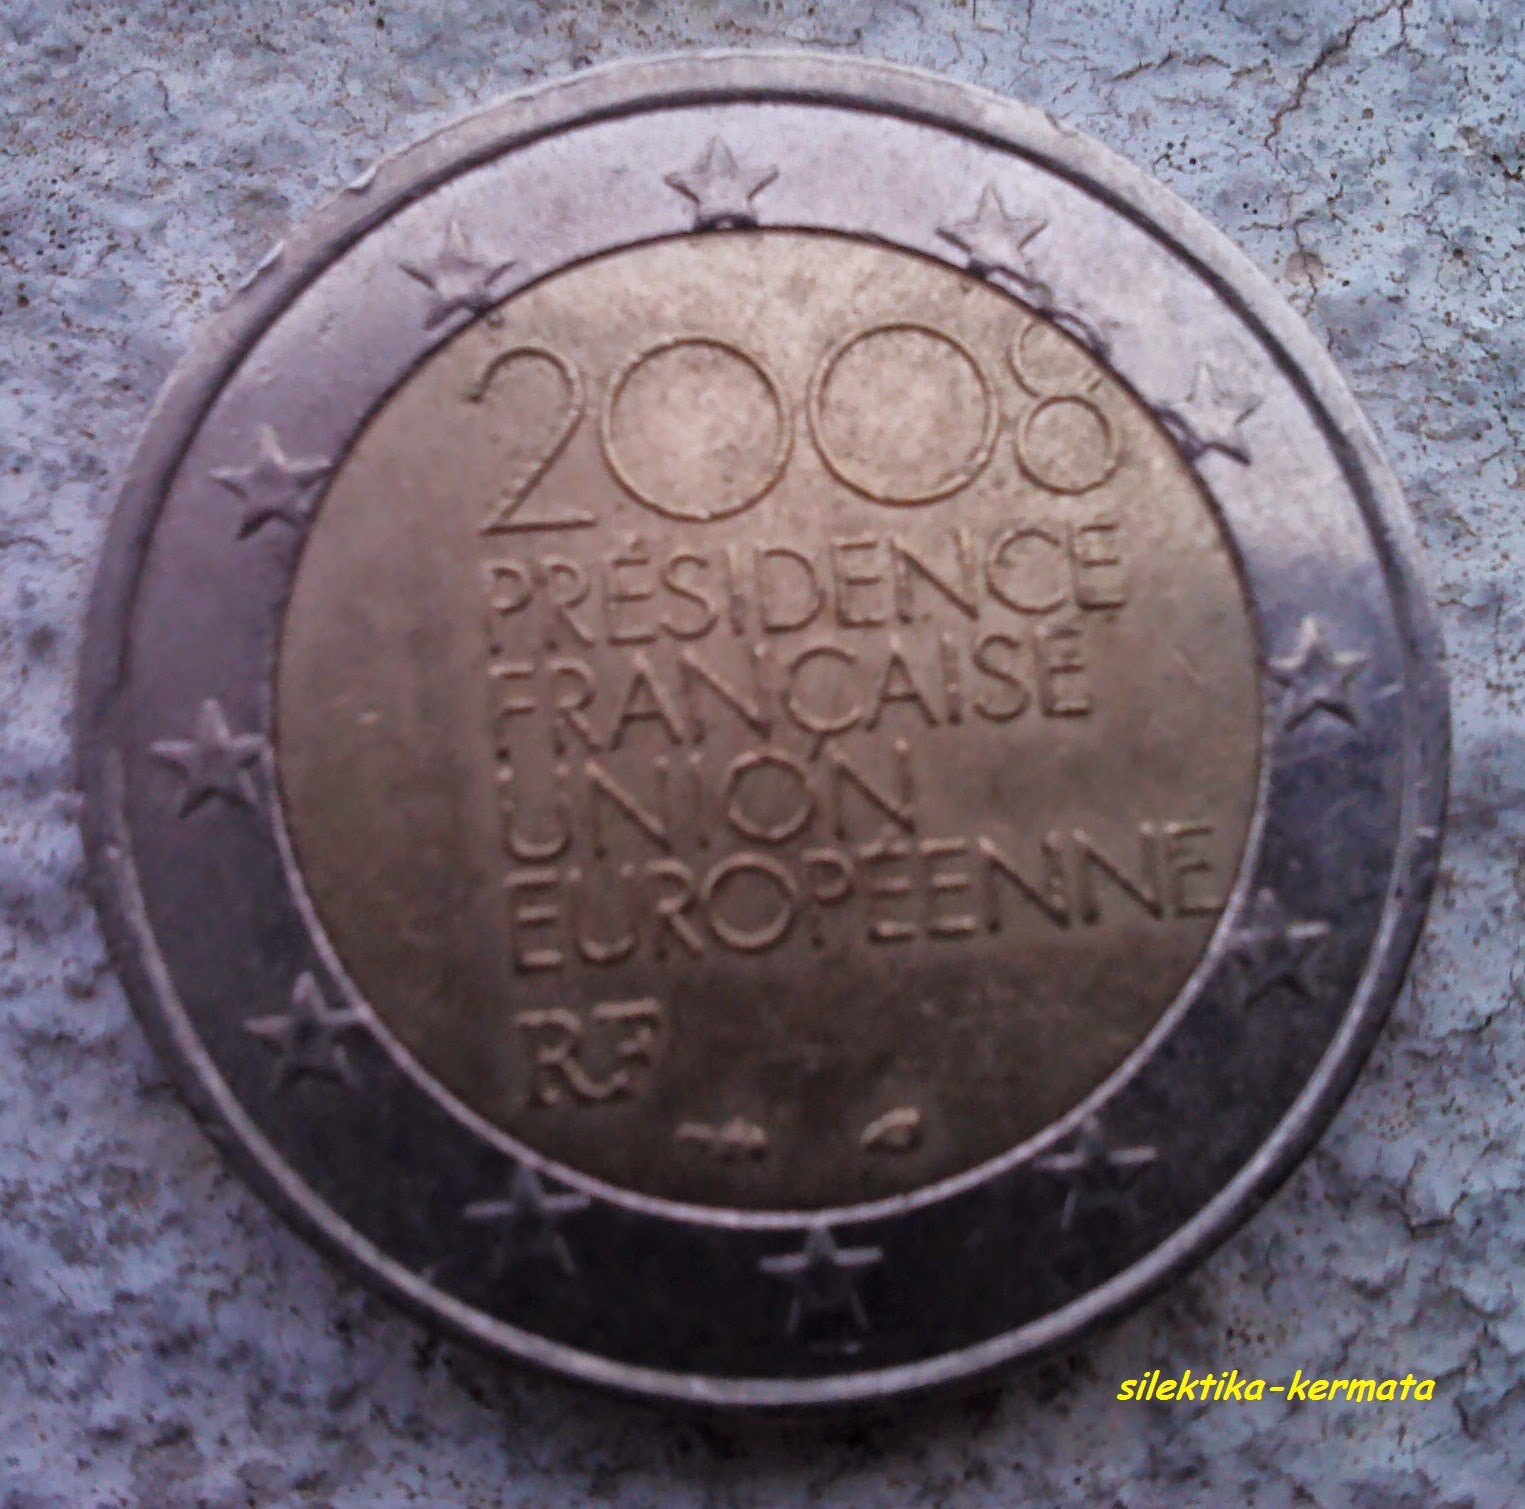 2008
PRÉSIDENCE
FRANÇAISE
UNION
EUROPÉENNE
RF
silektika-kermata